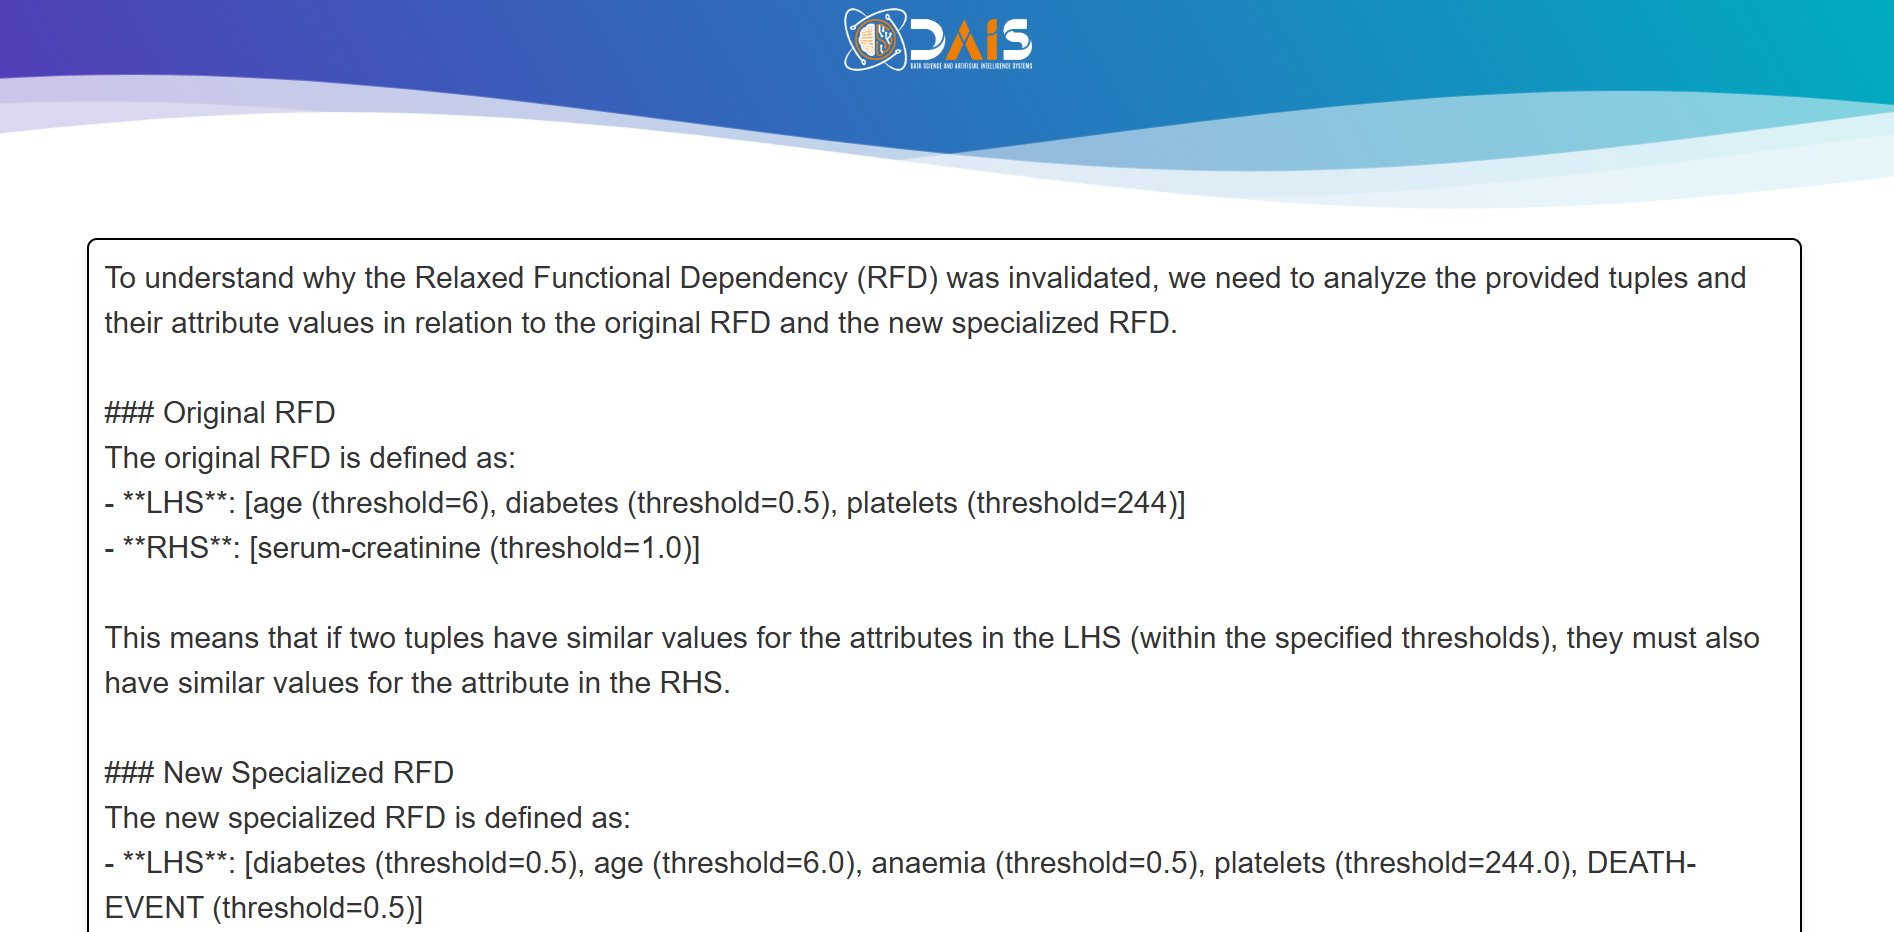 DAIS
DATA SCIENCE AND ARTIFICIAL INTELLIGENCE SYSTEMS
To understand why the Relaxed Functional Dependency (RFD) was invalidated, we need to analyze the provided tuples and
their attribute values in relation to the original RFD and the new specialized RFD.
### Original RFD
The original RFD is defined as:
- **LHS**: [age (threshold=6), diabetes (threshold=0.5), platelets (threshold=244)]
- **RHS**: [serum-creatinine (threshold=1.0)]
This means that if two tuples have similar values for the attributes in the LHS (within the specified thresholds), they must also
have similar values for the attribute in the RHS.
### New Specialized RFD
The new specialized RFD is defined as:
- **LHS**: [diabetes (threshold=0.5), age (threshold=6.0), anaemia (threshold=0.5), platelets (threshold=244.0), DEATH-
EVENT (threshold=0.5)]